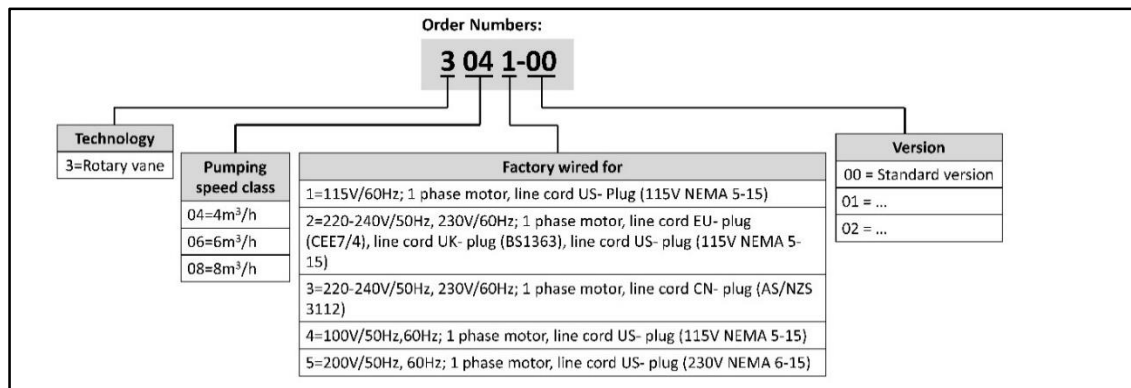 Order Numbers:
3 04 1-00
Technology
3=Rotary vane
Pumping
speed class
04=4m³/h
06=6m³/h
08=8m³/h
Factory wired for
1=115V/60Hz; 1 phase motor, line cord US- Plug (115V NEMA 5-15)
2=220-240V/50Hz, 230V/60Hz; 1 phase motor, line cord EU- plug
(CEE7/4), line cord UK- plug (BS1363), line cord US- plug (115V NEMA 5-
15)
3=220-240V/50Hz, 230V/60Hz; 1 phase motor, line cord CN- plug (AS/NZS
3112)
4=100V/50Hz,60Hz; 1 phase motor, line cord US- plug (115V NEMA 5-15)
5=200V/50Hz, 60Hz; 1 phase motor, line cord US- plug (230V NEMA 6-15)
Version
00 = Standard version
01 = ...
02 = ...